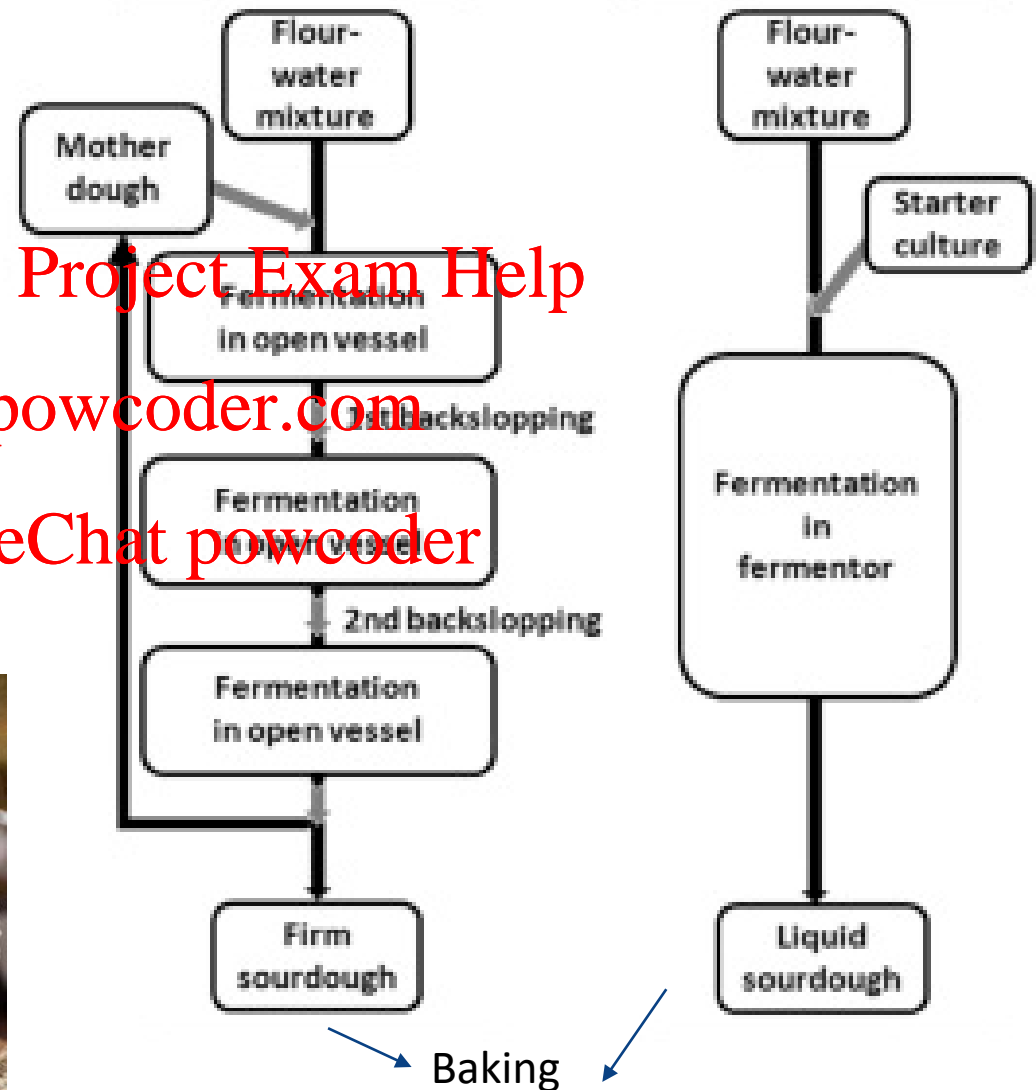 Flour-
water
mixture
Mother
dough
Project Exam Help
Fermentation
in open vessel
powcoder.com
1st backslopping
Fermentation
in open vessel
eChat powcoder
2nd backslopping
Fermentation
in open vessel
Firm
sourdough
Flour-
water
mixture
Starter
culture
Fermentation
in
fermentor
Liquid
sourdough
Baking